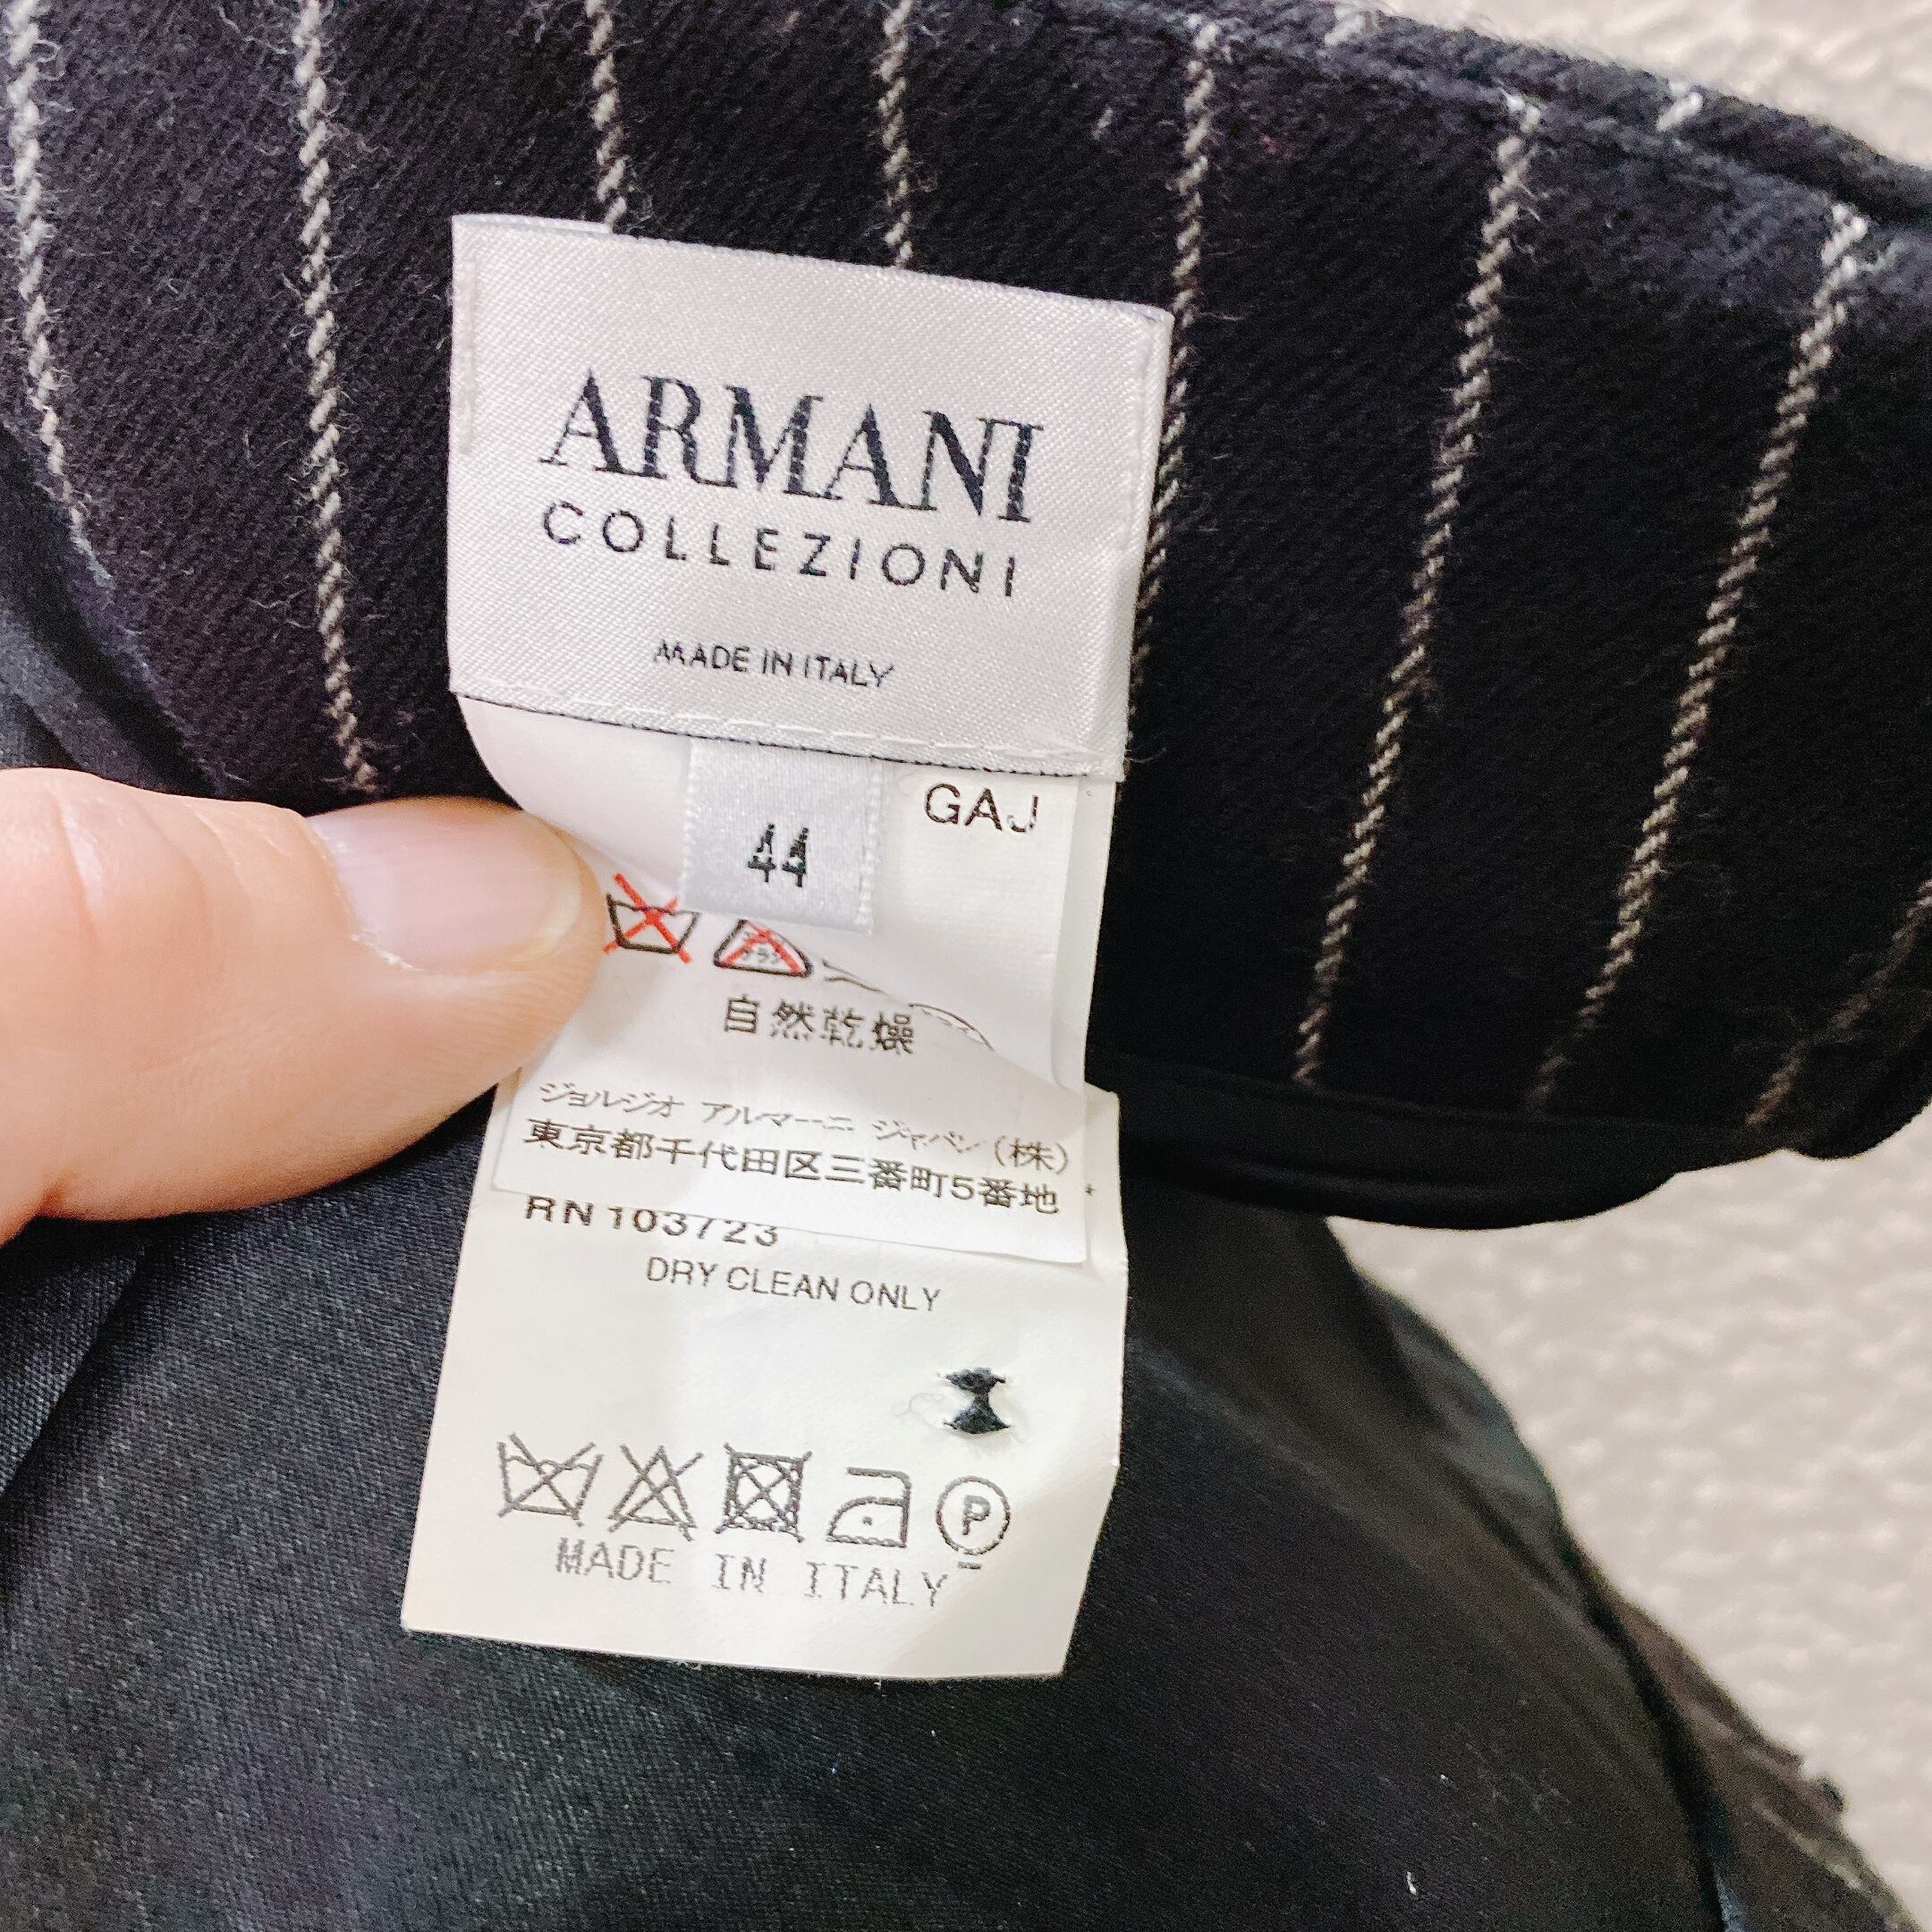 ARMANI
COLLEZIONI
MADE IN ITALY
GAJ
44
自然乾燥
ジョルジオ アルマーニ ジャパン(株)
東京都千代田区三番町5番地
RN 103723
DRY CLEAN ONLY
P
MADE IN ITALY